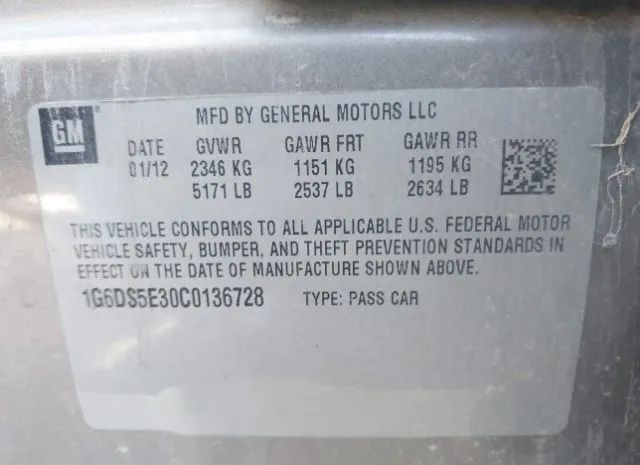 GM
MFD BY GENERAL MOTORS LLC
DATE GVWR GAWR FRT GAWR RR
01/12 2346 KG 1151 KG 1195 KG
5171 LB 2537 LB 2634 LB
THIS VEHICLE CONFORMS TO ALL APPLICABLE U.S. FEDERAL MOTOR
VEHICLE SAFETY, BUMPER, AND THEFT PREVENTION STANDARDS IN
EFFECT ON THE DATE OF MANUFACTURE SHOWN ABOVE.
1G6DS5E30C0136728 TYPE: PASS CAR